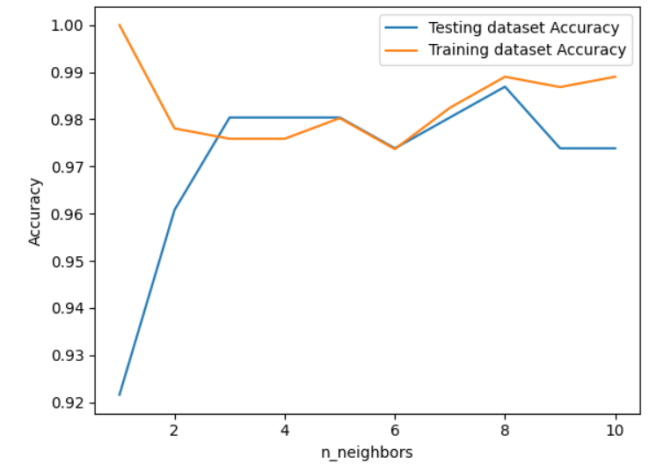 1.00
0.99
0.98
0.97
0.96
0.95
0.94
0.93
0.92
Accuracy
Testing dataset Accuracy
Training dataset Accuracy
2 4 6 8 10
n_neighbors